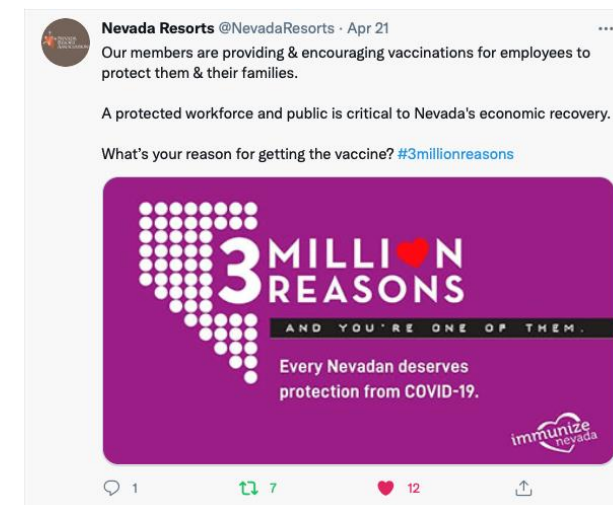 Nevada Resorts @NevadaResorts · Apr 21
Our members are providing & encouraging vaccinations for employees to
protect them & their families.
A protected workforce and public is critical to Nevada's economic recovery.
What's your reason for getting the vaccine? #3millionreasons
3 MILLION
REASONS
AND YOU'RE ONE OF THEM.
Every Nevadan deserves
protection from COVID-19.
immunize
nevada
1 7 12